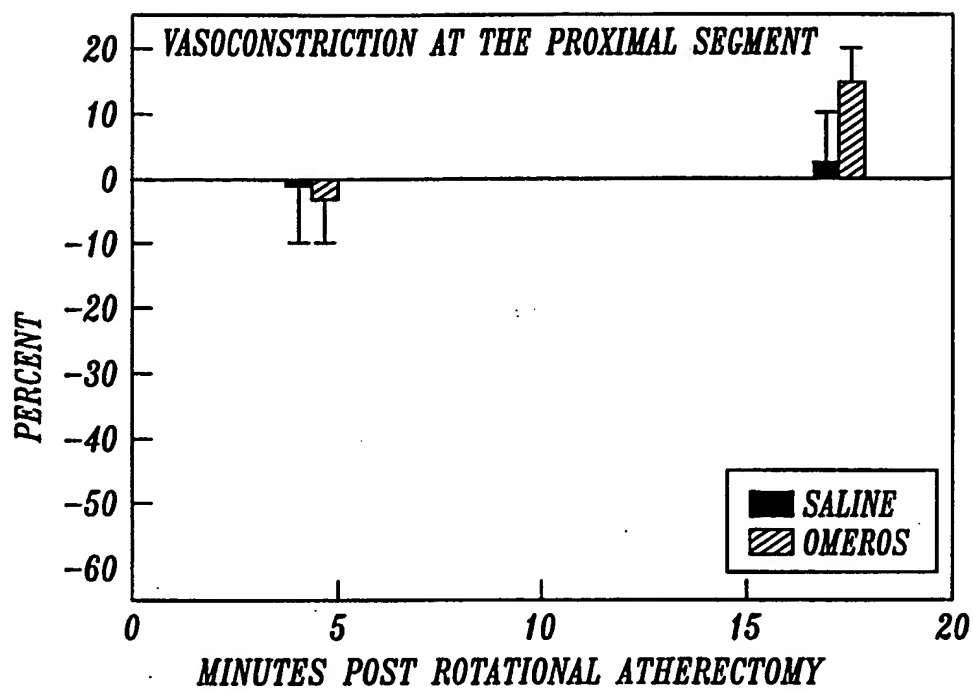 VASOCONSTRICTION AT THE PROXIMAL SEGMENT
20
10
0
-10
-20
-30
-40
-50
-60
PERCENT
SALINE
OMEROS
0 5 10 15 20
MINUTES POST ROTATIONAL ATHERECTOMY